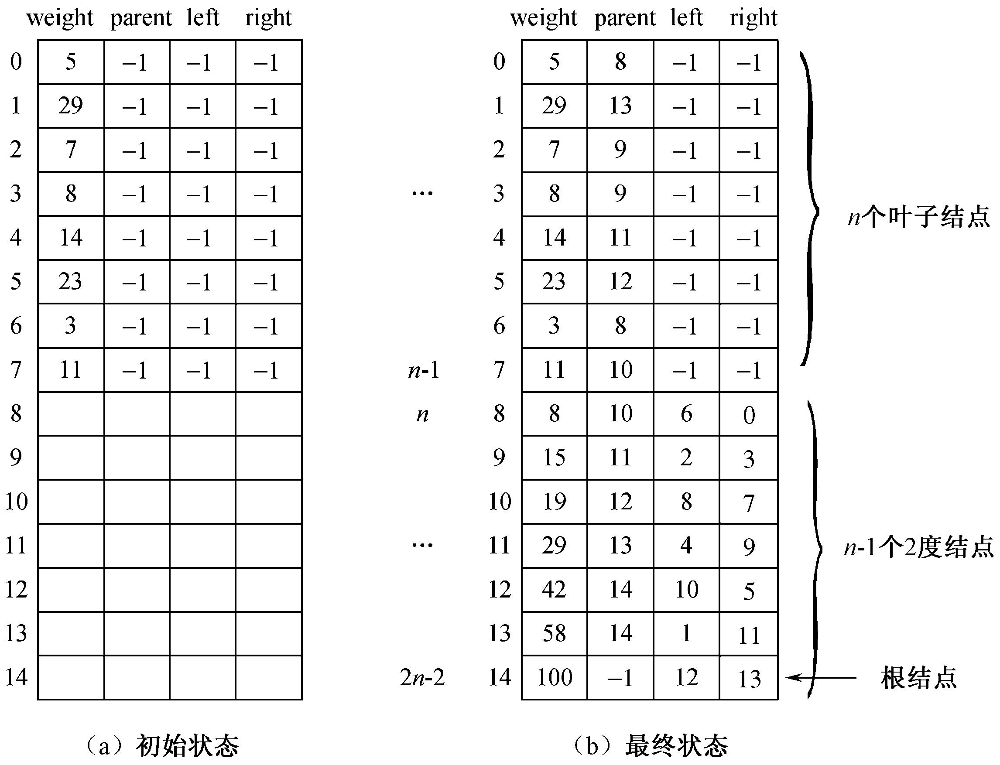 weight parent left right weight parent left right
0 5 –1 –1 –1 0 5 8 –1 –1
1 29 –1 –1 –1 1 29 13 –1 –1
2 7 –1 –1 –1 2 7 9 –1 –1
3 8 –1 –1 –1 ... 3 8 9 –1 –1
n个叶子结点
4 14 –1 –1 –1 4 14 11 –1 –1
5 23 –1 –1 –1 5 23 12 –1 –1
6 3 –1 –1 –1 6 3 8 –1 –1
7 11 –1 –1 –1 n-1 7 11 10 –1 –1
8 n 8 8 10 6 0
9 9 15 11 2 3
10 10 19 12 8 7
11 ... 11 29 13 4 9 n-1个2度结点
12 12 42 14 10 5
13 13 58 14 1 11
14 2n-2 14 100 –1 12 13 根结点
（a）初始状态 （b）最终状态